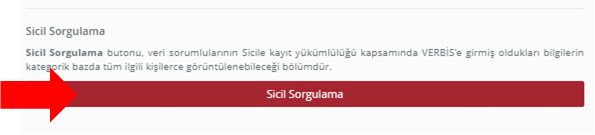 Sicil Sorgulama
Sicil Sorgulama butonu, veri sorumlularının Sicile kayıt yükümlülüğü kapsamında VERBİS'e girmiş oldukları bilgilerin
kategorik bazda tüm ilgili kişilerce görüntülenebileceği bölümdür.
Sicil Sorgulama